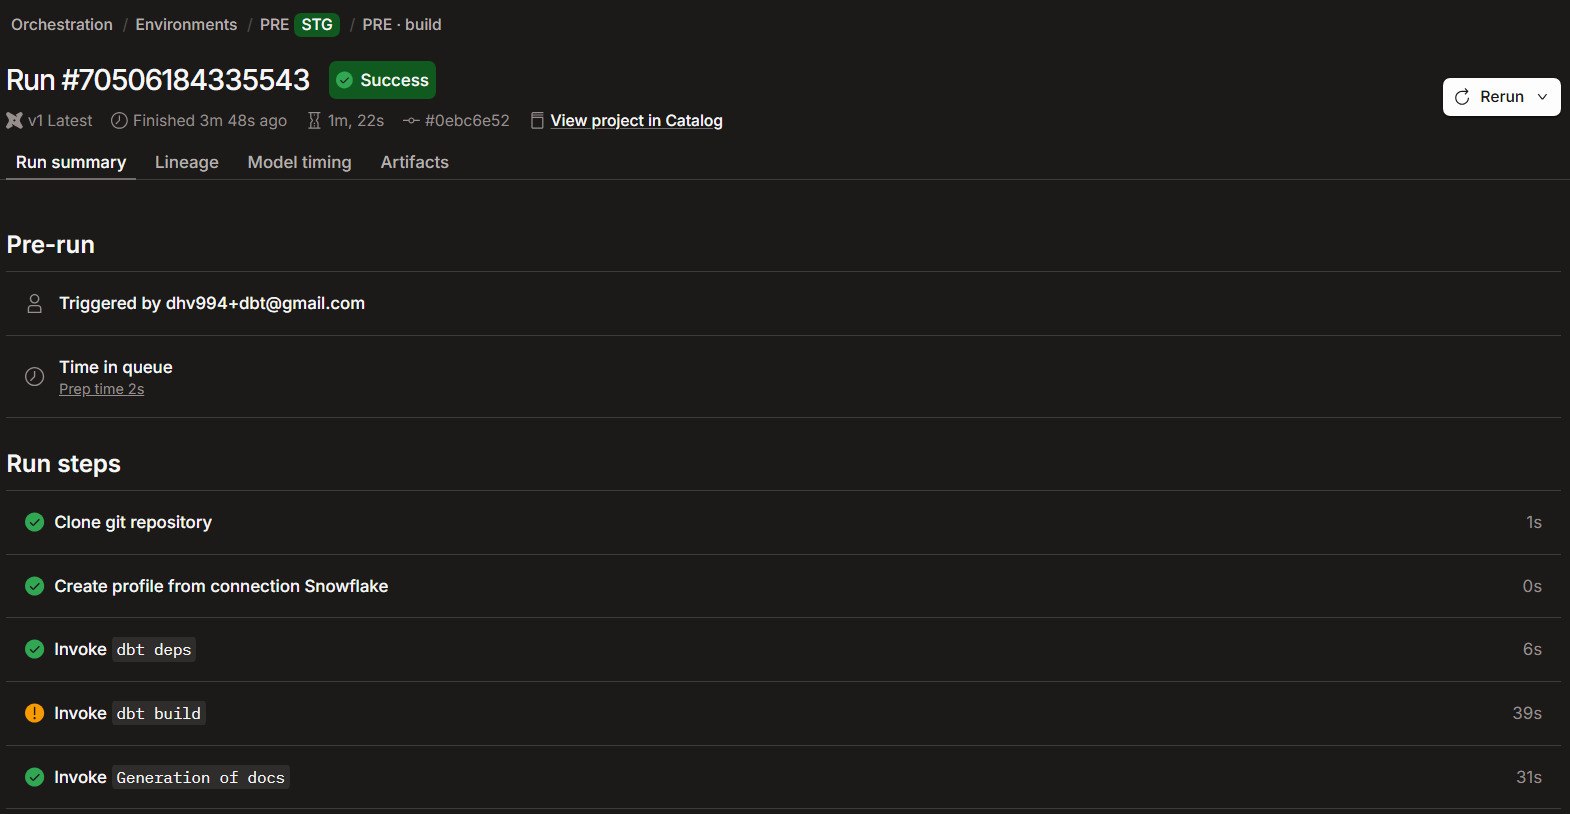 Orchestration / Environments / PRE STG / PRE · build
Run #70506184335543 Success
Rerun
v1 Latest Finished 3m 48s ago 1m, 22s #0ebc6e52 View project in Catalog
Run summary Lineage Model timing Artifacts
Pre-run
Triggered by dhv994+dbt@gmail.com
Time in queue
Prep time 2s
Run steps
Clone git repository 1s
Create profile from connection Snowflake 0s
Invoke dbt deps 6s
Invoke dbt build 39s
Invoke Generation of docs 31s